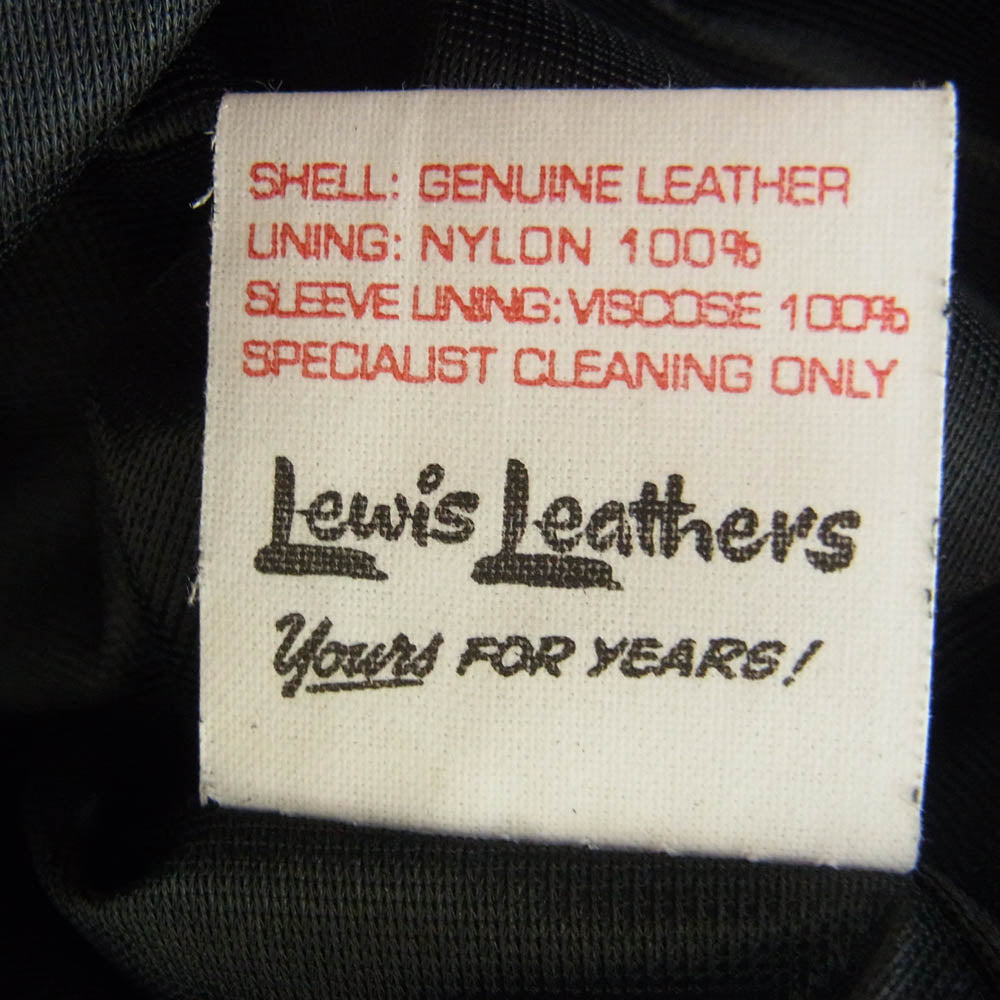 SHELL: GENUINE LEATHER
LINING: NYLON 100%
SLEEVE LINING: VISCOSE 100%
SPECIALIST CLEANING ONLY
Lewis Leathers
Yours FOR YEARS!